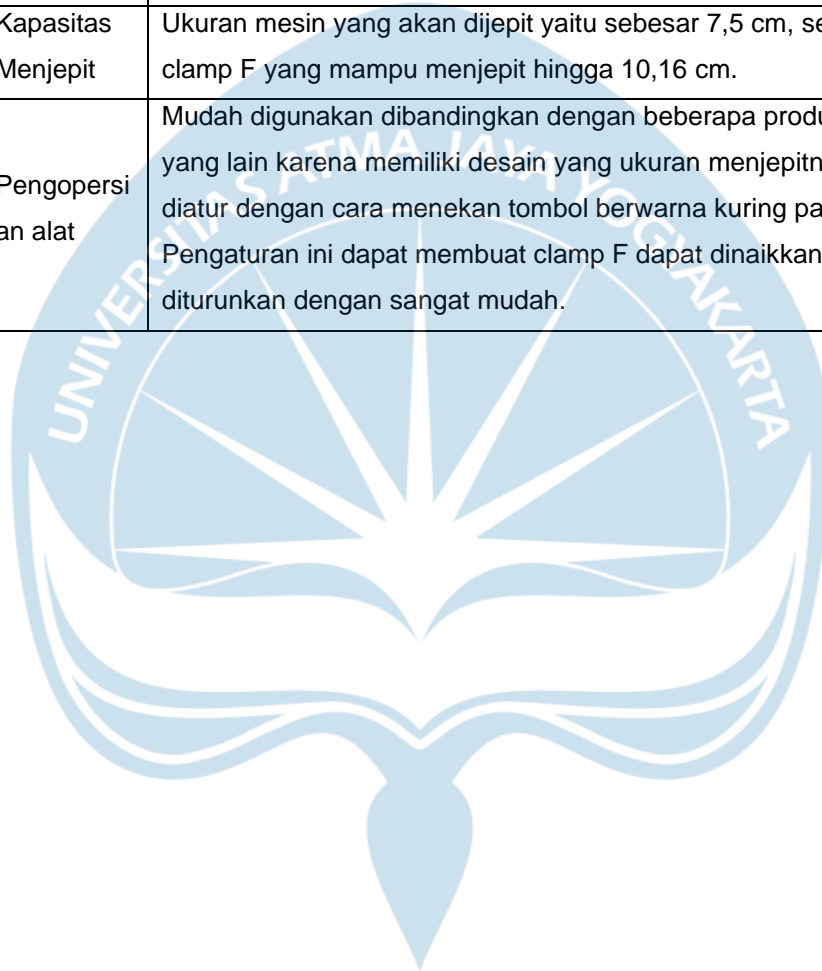 Kapasitas
Menjepit
Ukuran mesin yang akan dijepit yaitu sebesar 7,5 cm,
clamp F yang mampu menjepit hingga 10,16 cm.
Pengopersi
an alat
Mudah digunakan dibandingkan dengan beberapa
yang lain karena memiliki desain yang ukuran
diatur dengan cara menekan tombol berwarna kuring
Pengaturan ini dapat membuat clamp F dapat dinaikkan
diturunkan dengan sangat mudah.
UNIVERSITAS ATMA JAYA YOGYAKARTA